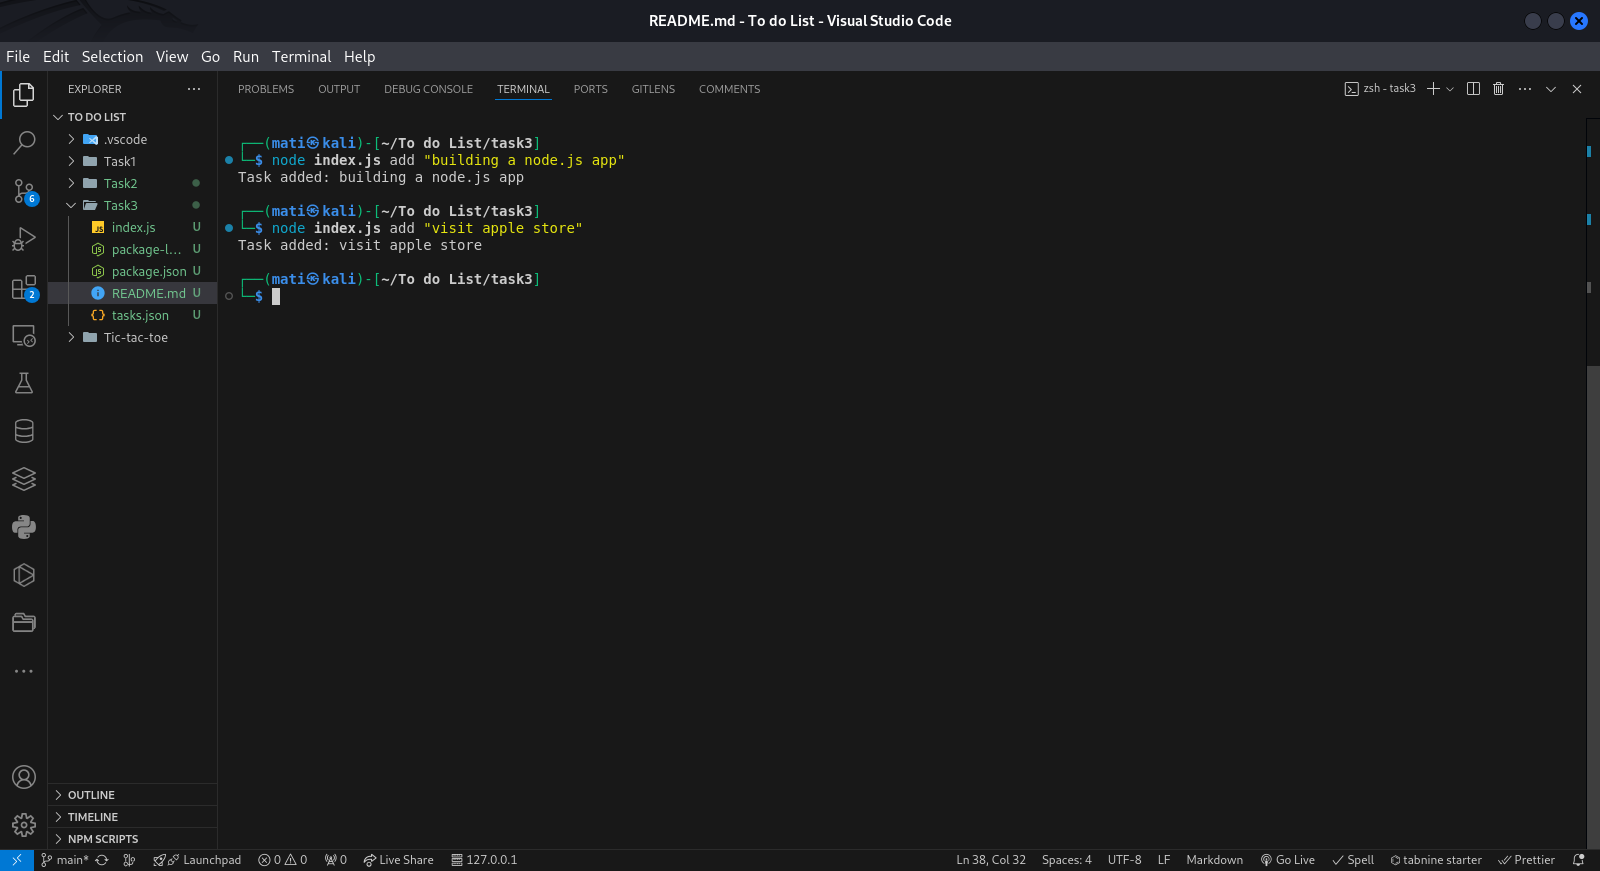 README.md - To do List - Visual Studio Code
File Edit Selection View Go Run Terminal Help
EXPLORER
TO DO LIST
.vscode
Task1
Task2
Task3
index.js U
package-l... U
package.json U
README.md U
tasks.json U
Tic-tac-toe
OUTLINE
TIMELINE
NPM SCRIPTS
6
2
PROBLEMS OUTPUT DEBUG CONSOLE TERMINAL PORTS GITLENS COMMENTS
zsh - task3
┌──(mati㉿kali)-[~/To do List/task3]
└─$ node index.js add "building a node.js app"
Task added: building a node.js app
┌──(mati㉿kali)-[~/To do List/task3]
└─$ node index.js add "visit apple store"
Task added: visit apple store
┌──(mati㉿kali)-[~/To do List/task3]
└─$
main* Launchpad 0 0 0 Live Share 127.0.0.1
Ln 38, Col 32 Spaces: 4 UTF-8 LF Markdown Go Live Spell tabnine starter Prettier